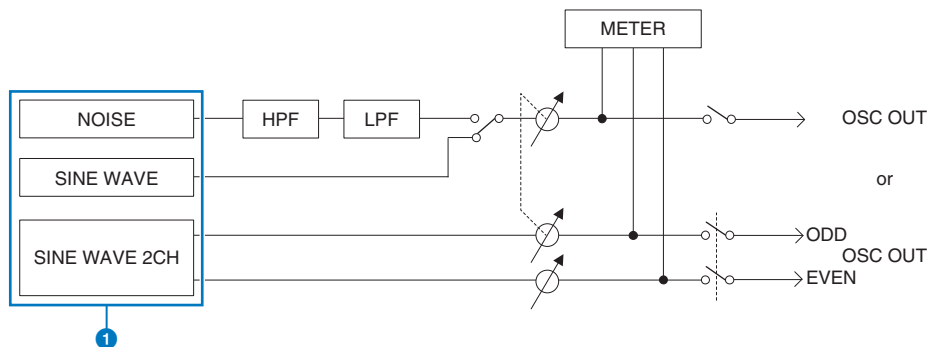 METER
NOISE
HPF
LPF
OSC OUT
SINE WAVE
or
SINE WAVE 2CH
ODD
OSC OUT
EVEN
1